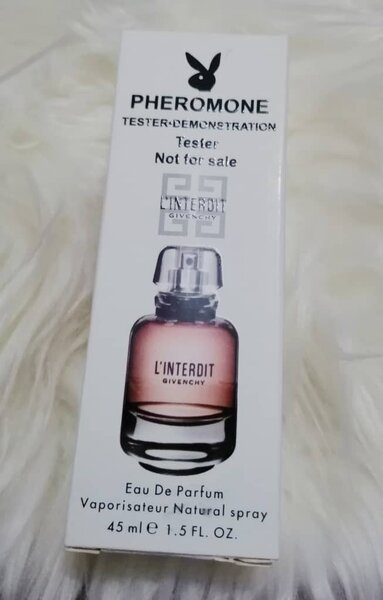 PHEROMONE
TESTER-DEMONSTRATION
Tester
Not for sale
L'INTERDIT
GIVENCHY
L'INTERDIT
GIVENCHY
Eau De Parfum
Vaporisateur Natural spray
45 ml e 1.5 FL. OZ.